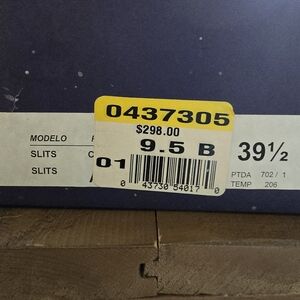 0437305
$298.00
9.5 B
01
0 43730 54017 0
MODELO
SLITS
SLITS
39½
PTDA 702 / 1
TEMP 206